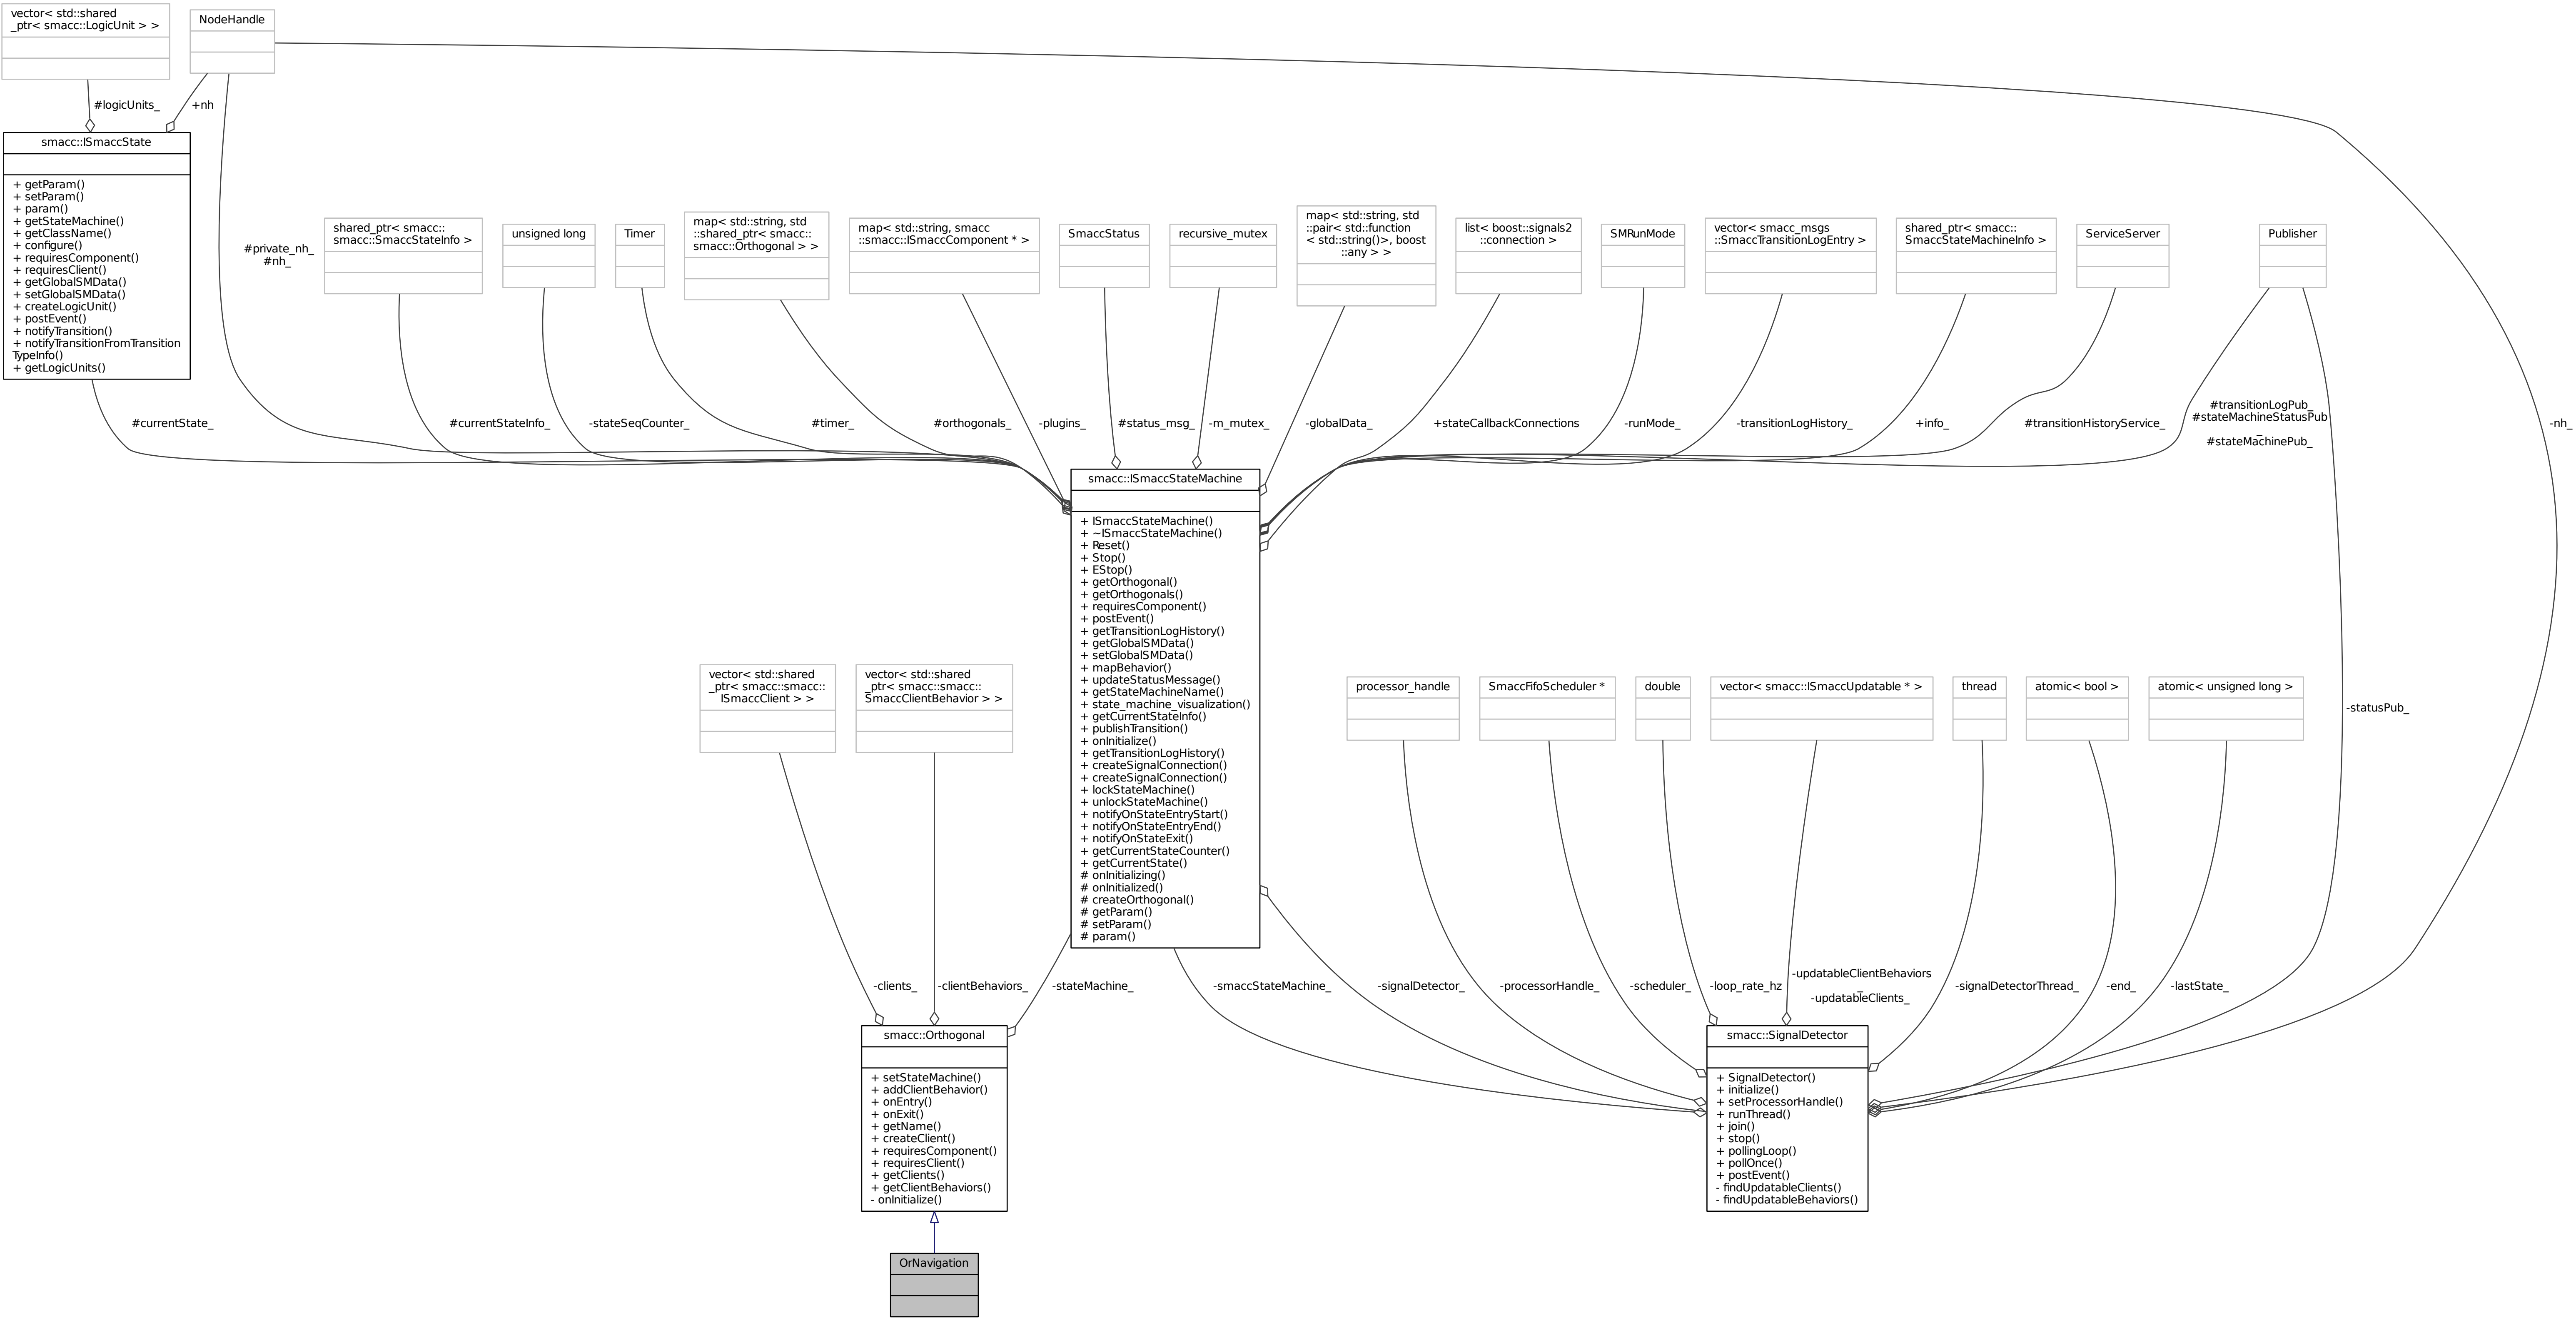 vector< std::shared
_ptr< smacc::LogicUnit > >
NodeHandle
#logicUnits_
+nh
smacc::ISmaccState
+ getParam()
+ setParam()
+ param()
+ getStateMachine()
+ getClassName()
+ configure()
+ requiresComponent()
+ requiresClient()
+ getGlobalSMData()
+ setGlobalSMData()
+ createLogicUnit()
+ postEvent()
+ notifyTransition()
+ notifyTransitionFromTransition
TypeInfo()
+ getLogicUnits()
#private_nh_
#nh_
shared_ptr< smacc::
smacc::SmaccStateInfo >
unsigned long
Timer
map< std::string, std
::shared_ptr< smacc::
smacc::Orthogonal > >
map< std::string, smacc
::smacc::ISmaccComponent * >
SmaccStatus
recursive_mutex
map< std::string, std
::pair< std::function
< std::string()>, boost
::any > >
list< boost::signals2
::connection >
SMRunMode
vector< smacc_msgs
::SmaccTransitionLogEntry >
shared_ptr< smacc::
SmaccStateMachineInfo >
ServiceServer
Publisher
#currentState_
#currentStateInfo_
-stateSeqCounter_
#timer_
#orthogonals_
-plugins_
#status_msg_
-m_mutex_
-globalData_
+stateCallbackConnections
-runMode_
-transitionLogHistory_
+info_
#transitionHistoryService_
#transitionLogPub_
#stateMachineStatusPub
_
#stateMachinePub_
-nh_
smacc::ISmaccStateMachine
+ ISmaccStateMachine()
+ ~ISmaccStateMachine()
+ Reset()
+ Stop()
+ EStop()
+ getOrthogonal()
+ getOrthogonals()
+ requiresComponent()
+ postEvent()
+ getTransitionLogHistory()
+ getGlobalSMData()
+ setGlobalSMData()
+ mapBehavior()
+ updateStatusMessage()
+ getStateMachineName()
+ state_machine_visualization()
+ getCurrentStateInfo()
+ publishTransition()
+ onInitialize()
+ getTransitionLogHistory()
+ createSignalConnection()
+ createSignalConnection()
+ lockStateMachine()
+ unlockStateMachine()
+ notifyOnStateEntryStart()
+ notifyOnStateEntryEnd()
+ notifyOnStateExit()
+ getCurrentStateCounter()
+ getCurrentState()
# onInitializing()
# onInitialized()
# createOrthogonal()
# getParam()
# setParam()
# param()
vector< std::shared
_ptr< smacc::smacc::
ISmaccClient > >
vector< std::shared
_ptr< smacc::smacc::
SmaccClientBehavior > >
processor_handle
SmaccFifoScheduler *
double
vector< smacc::ISmaccUpdatable * >
thread
atomic< bool >
atomic< unsigned long >
-statusPub_
-clients_
-clientBehaviors_
-stateMachine_
-smaccStateMachine_
-signalDetector_
-processorHandle_
-scheduler_
-loop_rate_hz
-updatableClientBehaviors
_
-updatableClients_
-signalDetectorThread_
-end_
-lastState_
smacc::Orthogonal
+ setStateMachine()
+ addClientBehavior()
+ onEntry()
+ onExit()
+ getName()
+ createClient()
+ requiresComponent()
+ requiresClient()
+ getClients()
+ getClientBehaviors()
- onInitialize()
smacc::SignalDetector
+ SignalDetector()
+ initialize()
+ setProcessorHandle()
+ runThread()
+ join()
+ stop()
+ pollingLoop()
+ pollOnce()
+ postEvent()
- findUpdatableClients()
- findUpdatableBehaviors()
OrNavigation